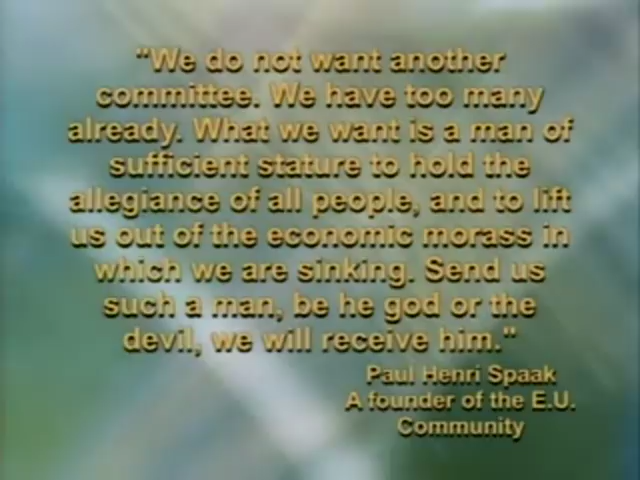 "We do not want another
committee. We have too many
already. What we want is a man of
sufficient stature to hold the
allegiance of all people, and to lift
us out of the economic morass in
which we are sinking. Send us
such a man, be he god or the
devil, we will receive him."
Paul Henri Spaak
A founder of the E.U.
Community